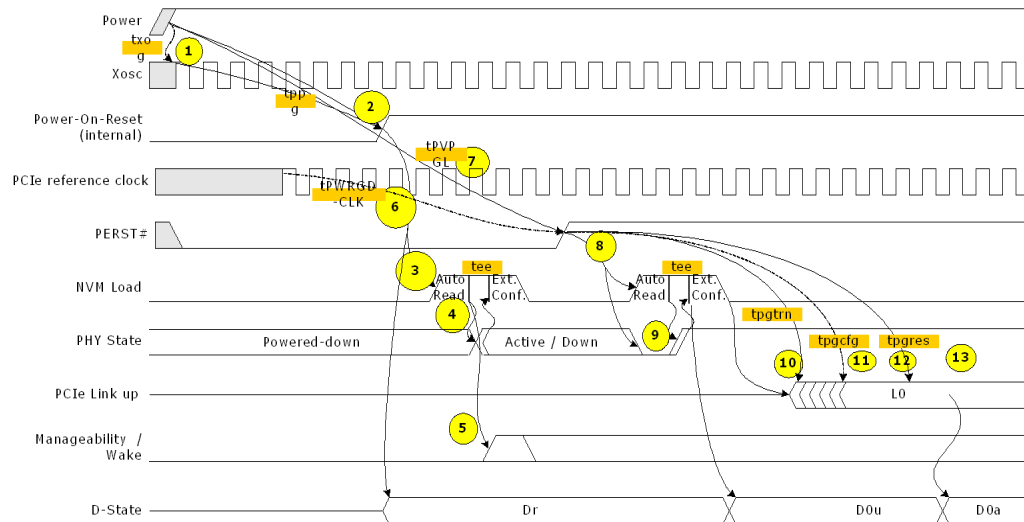 Power
txo
g
1
Xosc
tpp
g
2
Power-On-Reset
(internal)
tPVP
GL
7
PCIe reference clock
tPWRGD
-CLK
6
PERST#
8
3
tee
tee
NVM Load
Auto
Read
Ext.
Conf.
Auto
Read
Ext.
Conf.
4
tpgtrn
9
PHY State
Powered-down
Active / Down
tpgcfg
tpgres
10
11
12
13
PCIe Link up
L0
5
Manageability /
Wake
D-State
Dr
D0u
D0a